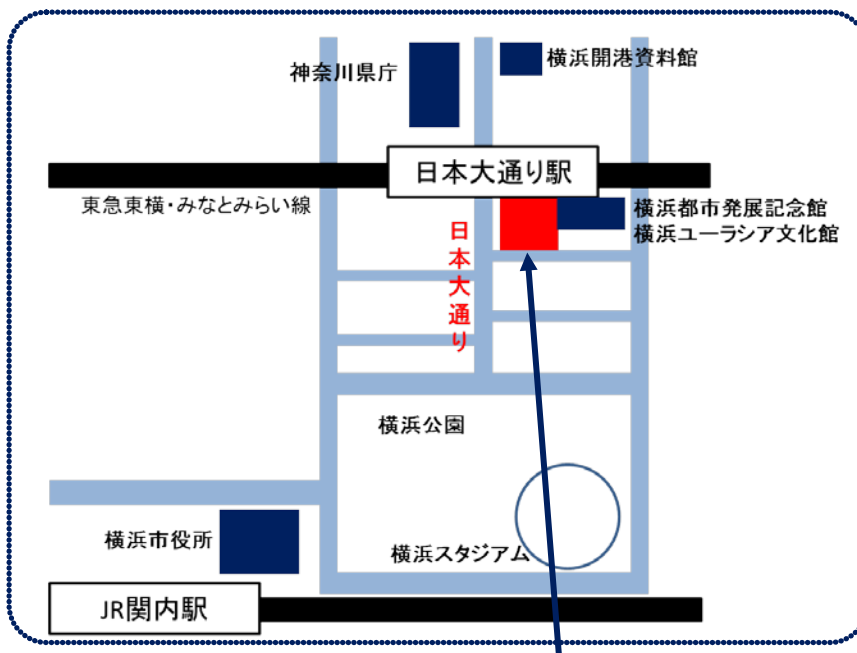 神奈川県庁
横浜開港資料館
日本大通り駅
東急東横・みなとみらい線
横浜都市発展記念館
横浜ユーラシア文化館
日本大通り
横浜公園
横浜市役所
横浜スタジアム
JR関内駅